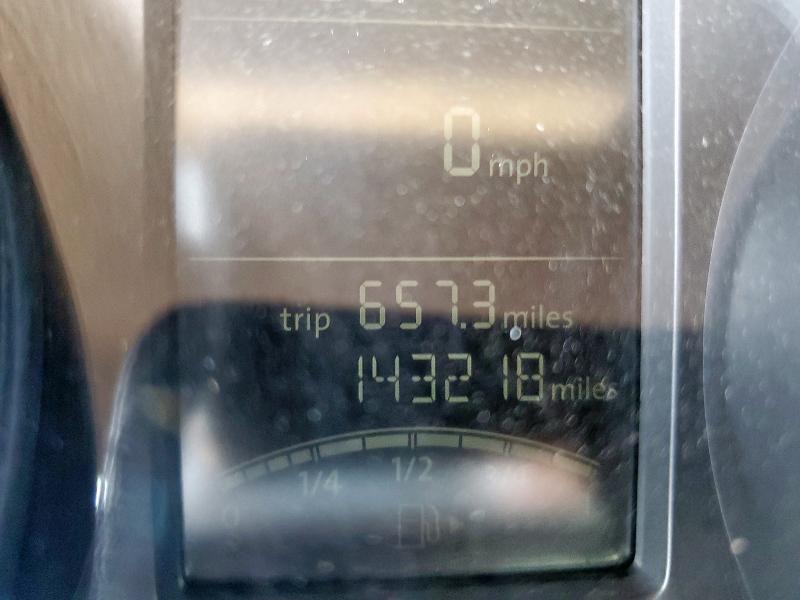 0 mph
trip 657.3 miles
143218 miles
1/4 1/2